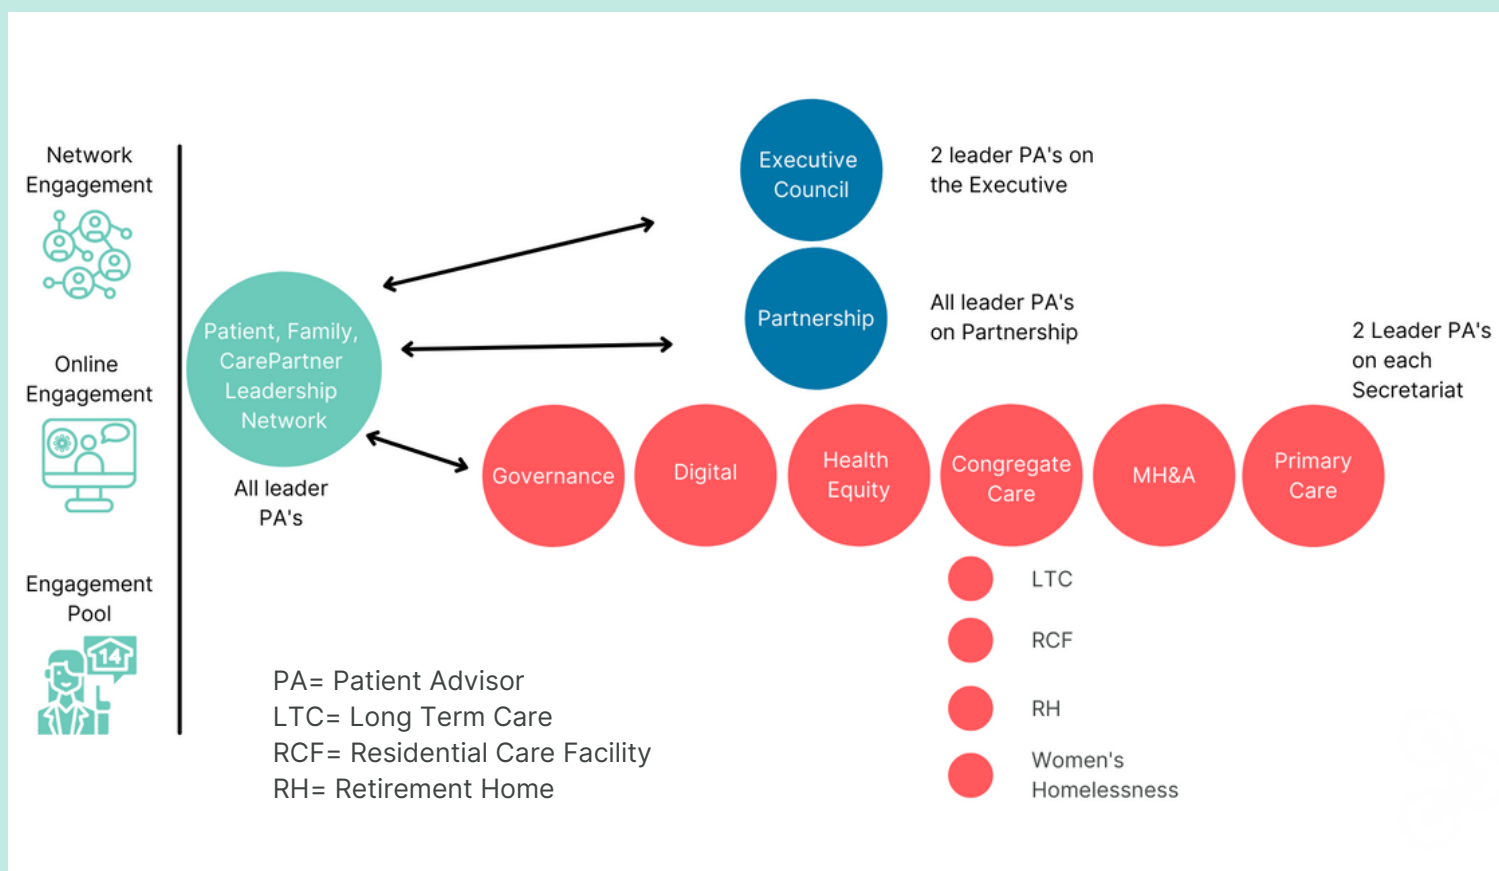 Network
Engagement
Online
Engagement
Engagement
Pool
14
Patient, Family,
CarePartner
Leadership
Network
All leader
PA's
Executive
Council
2 leader PA's on
the Executive
Partnership
All leader PA's
on Partnership
2 Leader PA's
on each
Secretariat
Governance
Digital
Health
Equity
Congregate
Care
MH&A
Primary
Care
LTC
RCF
RH
Women's
Homelessness
PA= Patient Advisor
LTC= Long Term Care
RCF= Residential Care Facility
RH= Retirement Home